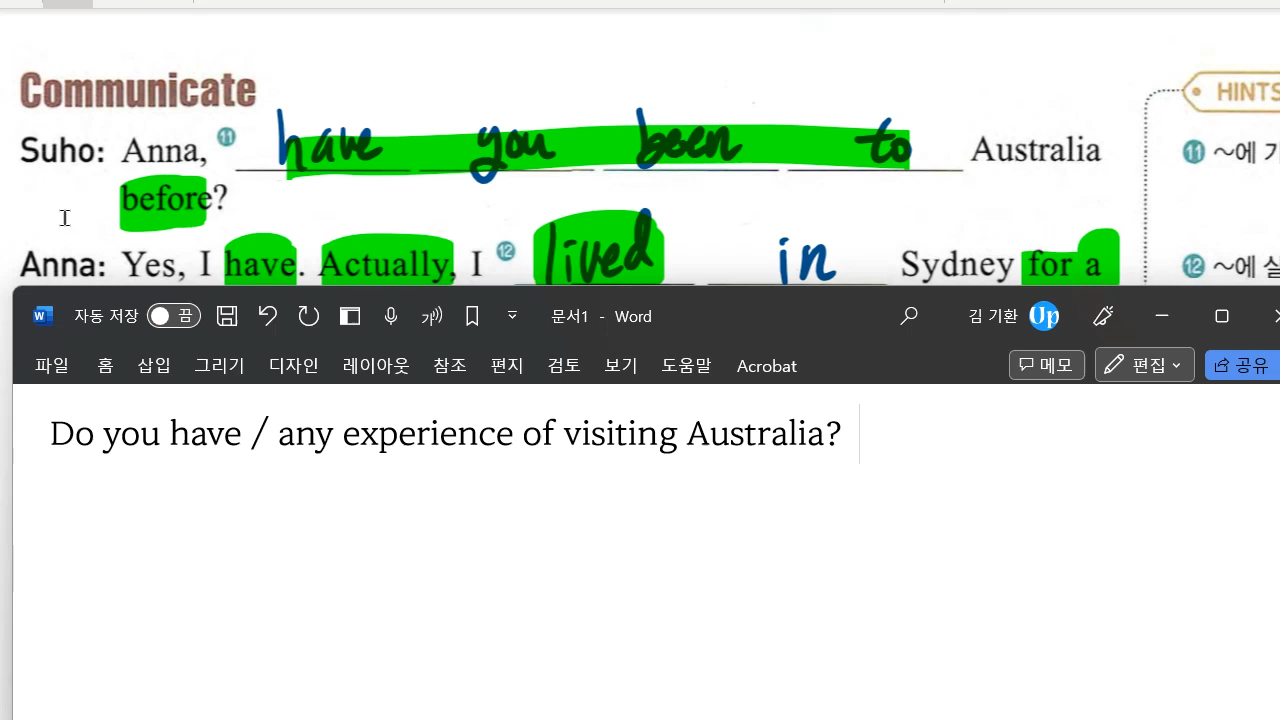 Communicate
HINTS
Suho: Anna, ⑪ have you been to Australia
⑪ ~에 가
before?
Anna: Yes, I have. Actually, I ⑫ lived in Sydney for a
⑫ ~에 살
자동 저장 끔 가)) 문서1 - Word 김 기환 Up
파일 홈 삽입 그리기 디자인 레이아웃 참조 편지 검토 보기 도움말 Acrobat 메모 편집 공유
Do you have / any experience of visiting Australia?